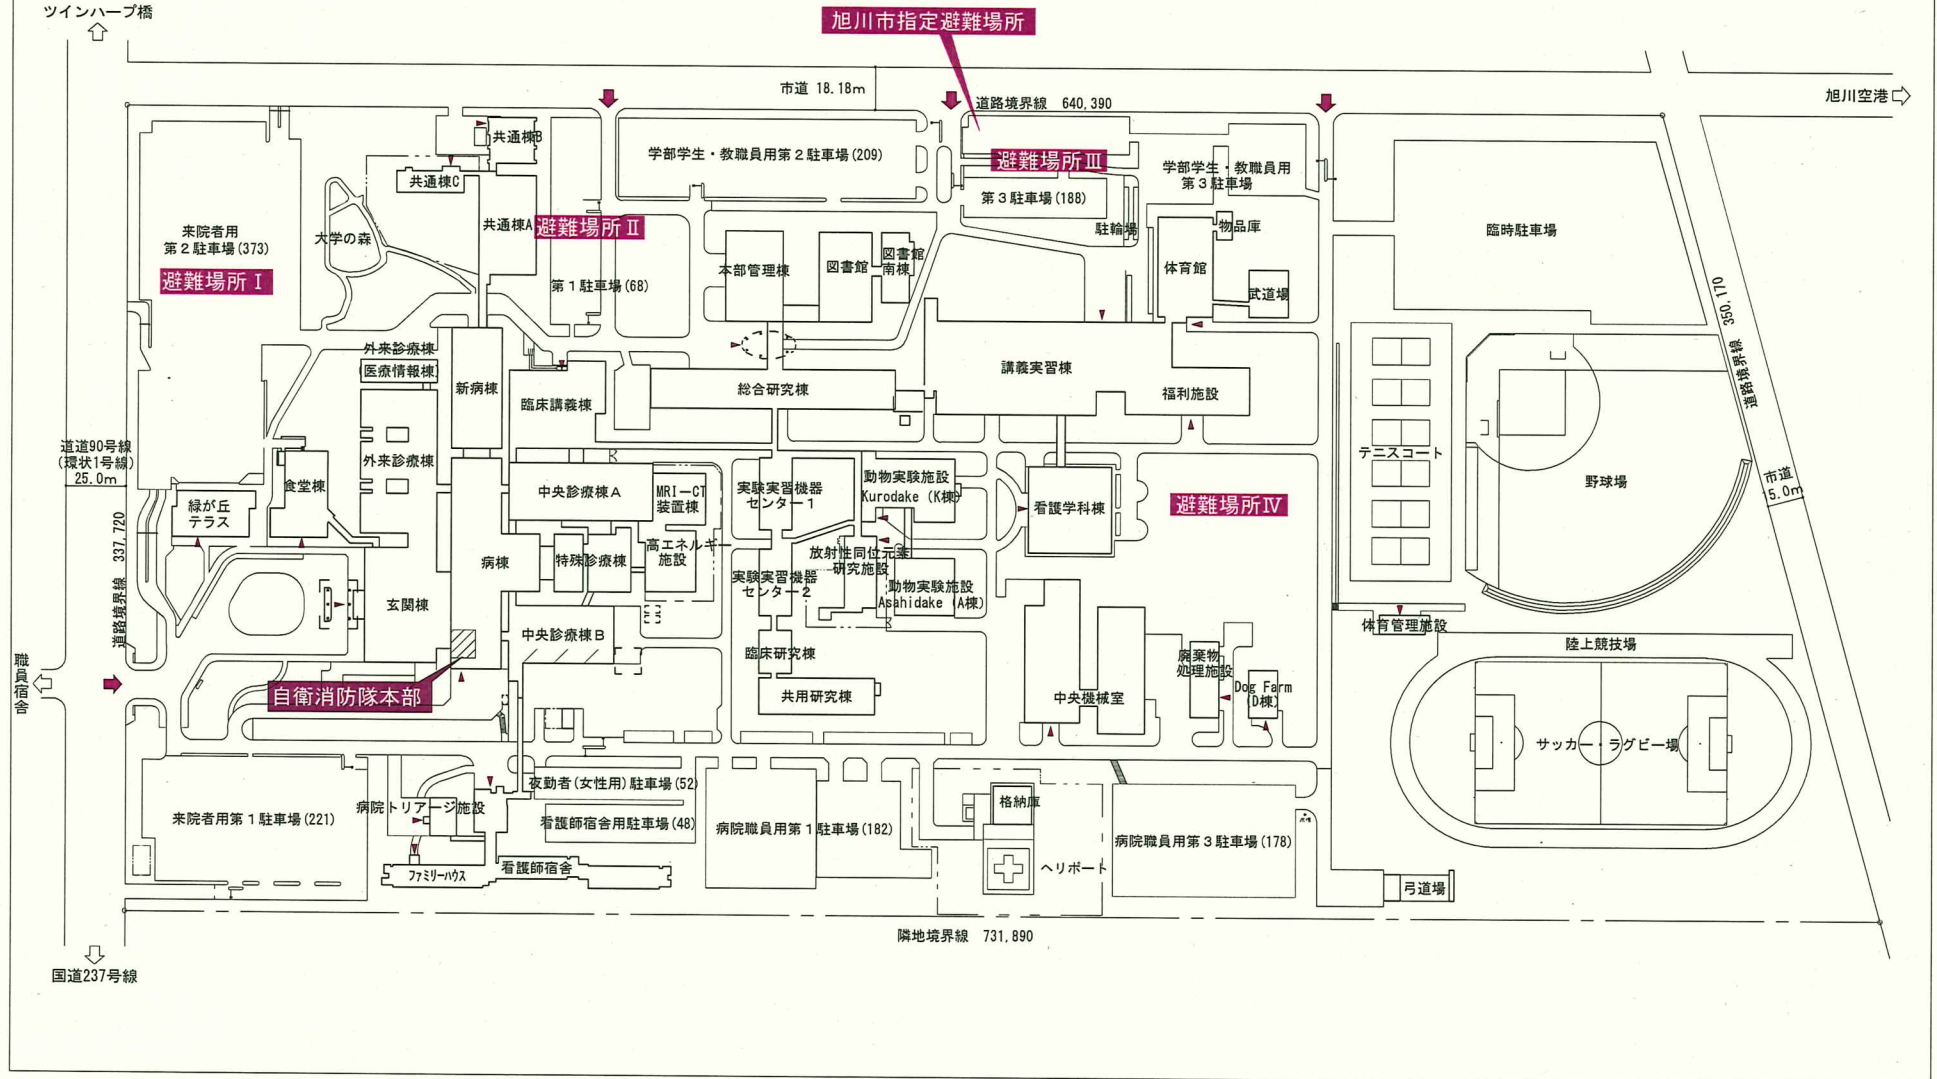 ツインハープ橋
旭川市指定避難場所
市道 18.18m
道路境界線 640,390
旭川空港
共通棟B
学部学生・教職員用第2駐車場(209)
避難場所Ⅲ
学部学生・教職員用
第3駐車場
共通棟C
第3駐車場(188)
来院者用
第2駐車場(373)
大学の森
共通棟A
避難場所Ⅱ
駐輪場
物品庫
臨時駐車場
避難場所Ⅰ
第1駐車場(68)
本部管理棟
図書館
図書館
南棟
体育館
武道場
道路境界線 350,170
外来診療棟
(医療情報棟)
新病棟
臨床講義棟
総合研究棟
講義実習棟
福利施設
道道90号線
(環状1号線)
25.0m
外来診療棟
食堂棟
緑が丘
テラス
中央診療棟A
MRI－CT
装置棟
実験実習機器
センター1
動物実験施設
Kurodake (K棟)
看護学科棟
避難場所Ⅳ
テニスコート
野球場
市道
15.0m
道路境界線 337,720
玄関棟
病棟
特殊診療棟
高エネルギー
施設
実験実習機器
センター2
放射性同位元素
研究施設
動物実験施設
Asahidake (A棟)
中央診療棟B
臨床研究棟
共用研究棟
体育管理施設
陸上競技場
職員宿舎
自衛消防隊本部
中央機械室
廃棄物
処理施設
Dog Farm
(D棟)
サッカー・ラグビー場
来院者用第1駐車場(221)
病院トリアージ施設
夜勤者(女性用)駐車場(52)
看護師宿舎用駐車場(48)
病院職員用第1駐車場(182)
格納庫
ヘリポート
病院職員用第3駐車場(178)
ファミリーハウス
看護師宿舎
弓道場
隣地境界線 731,890
国道237号線